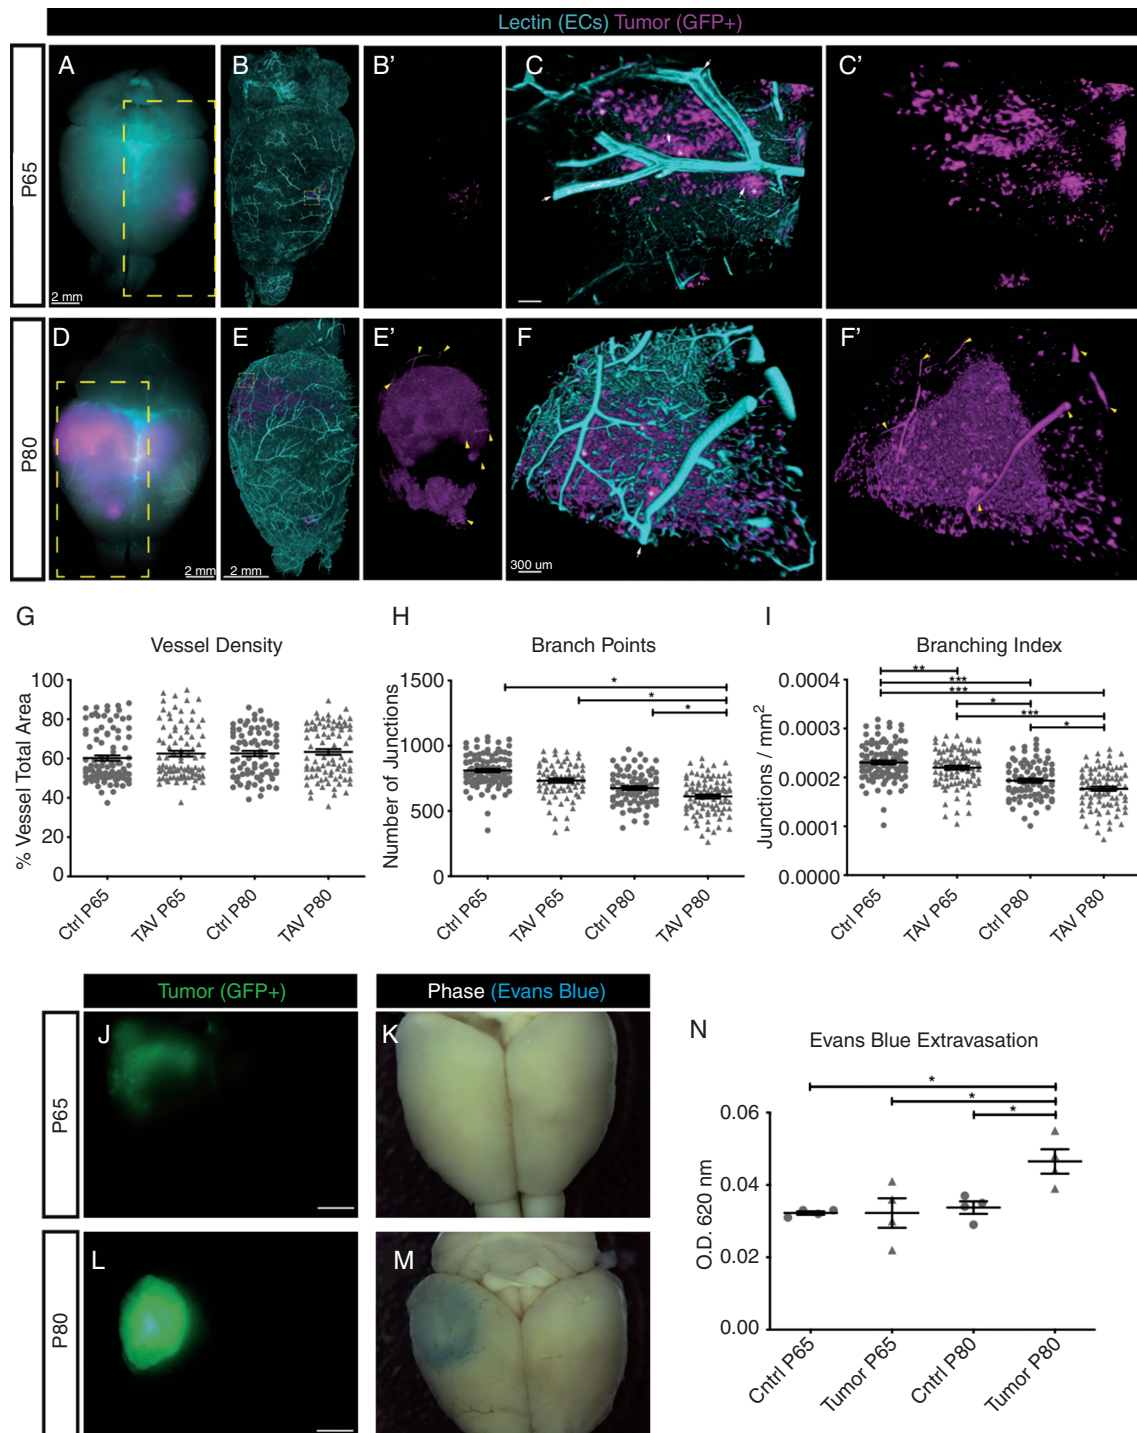 Lectin (ECs) Tumor (GFP+)
P65
A
2 mm
B
B'
C
C'
P80
D
2 mm
E
2 mm
E'
F
300 um
F'
G
Vessel Density
% Vessel Total Area
100
80
60
40
20
0
Ctrl P65
TAV P65
Ctrl P80
TAV P80
H
Branch Points
Number of Junctions
1500
1000
500
0
*
*
*
Ctrl P65
TAV P65
Ctrl P80
TAV P80
I
Branching Index
Junctions / mm²
0.0004
0.0003
0.0002
0.0001
0.0000
**
***
***
*
***
*
Ctrl P65
TAV P65
Ctrl P80
TAV P80
Tumor (GFP+)
Phase (Evans Blue)
P65
J
K
P80
L
M
N
Evans Blue Extravasation
O.D. 620 nm
0.06
0.04
0.02
0.00
*
*
*
Cntrl P65
Tumor P65
Cntrl P80
Tumor P80